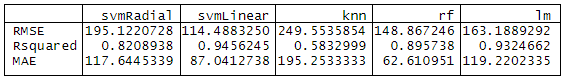 svmRadial svmLinear knn rf lm
RMSE 195.1220728 114.4883250 249.5535854 148.867246 163.1889292
Rsquared 0.8208938 0.9456245 0.5832999 0.895738 0.9324662
MAE 117.6445339 87.0412738 195.2533333 62.610951 119.2202335